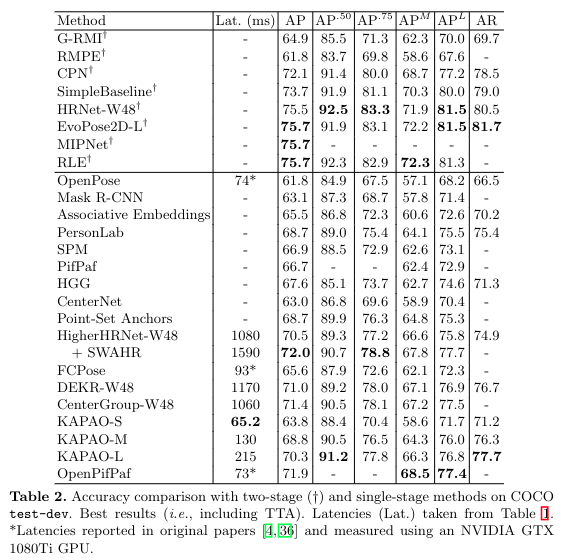 Method Lat. (ms) AP AP.50 AP.75 APM APL AR
G-RMI† - 64.9 85.5 71.3 62.3 70.0 69.7
RMPE† - 61.8 83.7 69.8 58.6 67.6 -
CPN† - 72.1 91.4 80.0 68.7 77.2 78.5
SimpleBaseline† - 73.7 91.9 81.1 70.3 80.0 79.0
HRNet-W48† - 75.5 92.5 83.3 71.9 81.5 80.5
EvoPose2D-L† - 75.7 91.9 83.1 72.2 81.5 81.7
MIPNet† - 75.7 - - - - -
RLE† - 75.7 92.3 82.9 72.3 81.3 -
OpenPose 74* 61.8 84.9 67.5 57.1 68.2 66.5
Mask R-CNN - 63.1 87.3 68.7 57.8 71.4 -
Associative Embeddings - 65.5 86.8 72.3 60.6 72.6 70.2
PersonLab - 68.7 89.0 75.4 64.1 75.5 75.4
SPM - 66.9 88.5 72.9 62.6 73.1 -
PifPaf - 66.7 - - 62.4 72.9 -
HGG - 67.6 85.1 73.7 62.7 74.6 71.3
CenterNet - 63.0 86.8 69.6 58.9 70.4 -
Point-Set Anchors - 68.7 89.9 76.3 64.8 75.3 -
HigherHRNet-W48 1080 70.5 89.3 77.2 66.6 75.8 74.9
+ SWAHR 1590 72.0 90.7 78.8 67.8 77.7 -
FCPose 93* 65.6 87.9 72.6 62.1 72.3 -
DEKR-W48 1170 71.0 89.2 78.0 67.1 76.9 76.7
CenterGroup-W48 1060 71.4 90.5 78.1 67.2 77.5 -
KAPAO-S 65.2 63.8 88.4 70.4 58.6 71.7 71.2
KAPAO-M 130 68.8 90.5 76.5 64.3 76.0 76.3
KAPAO-L 215 70.3 91.2 77.8 66.3 76.8 77.7
OpenPifPaf 73* 71.9 - - 68.5 77.4 -
Table 2. Accuracy comparison with two-stage (†) and single-stage methods on COCO
test-dev. Best results (i.e., including TTA). Latencies (Lat.) taken from Table 1.
*Latencies reported in original papers [4,36] and measured using an NVIDIA GTX
1080Ti GPU.